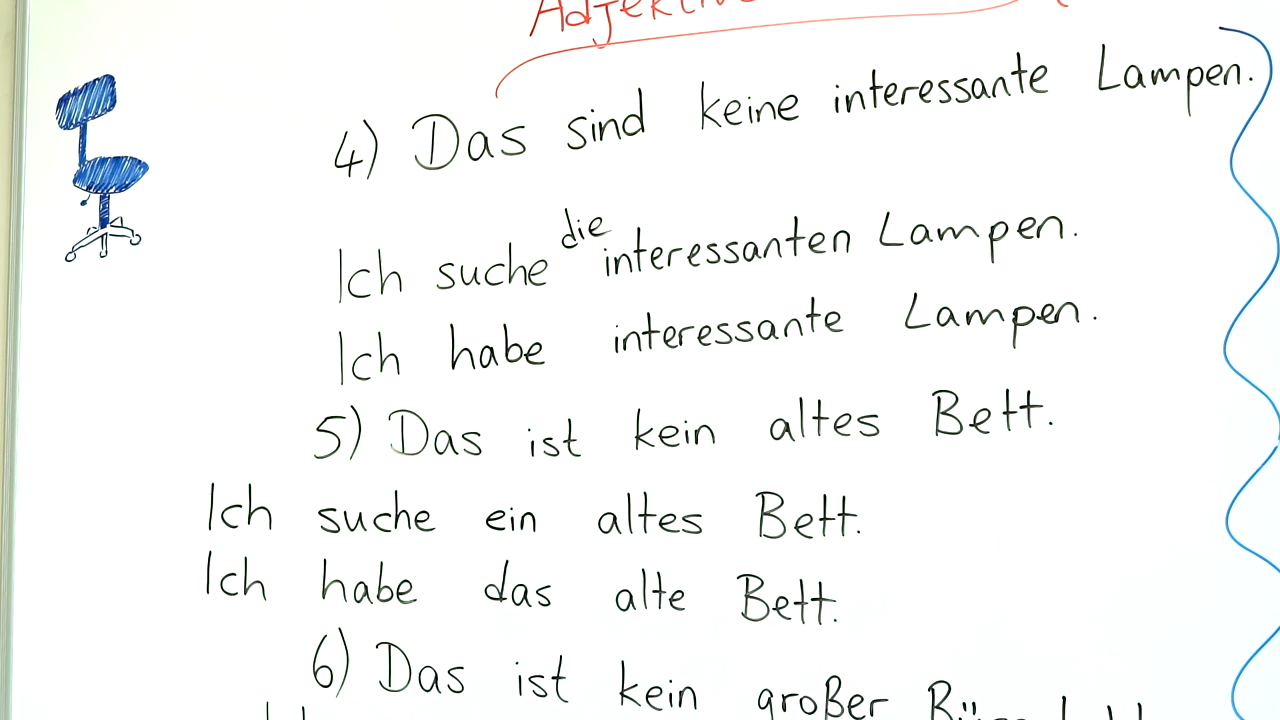 4) Das sind keine interessante Lampen.
Ich suche die interessanten Lampen.
Ich habe interessante Lampen.
5) Das ist kein altes Bett.
Ich suche ein altes Bett.
Ich habe das alte Bett.
6) Das ist kein großer